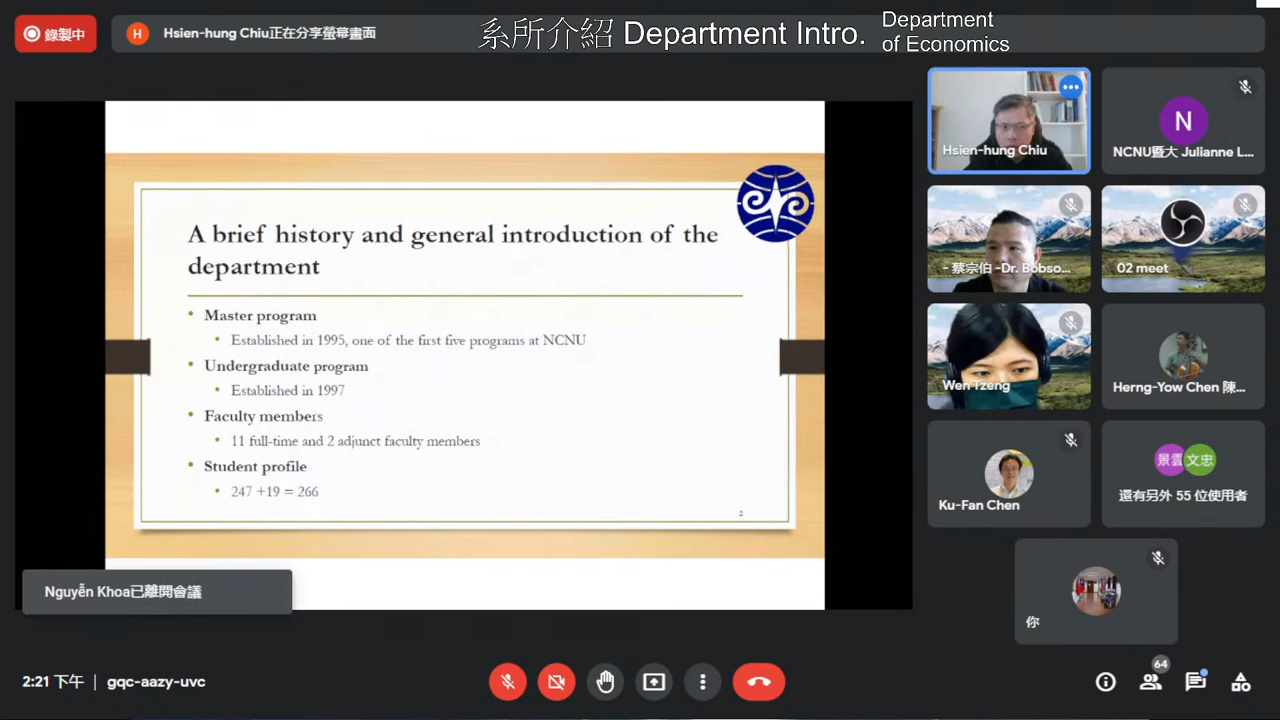 錄製中
H
Hsien-hung Chiu正在分享螢幕畫面
系所介紹 Department Intro.
Department
of Economics
A brief history and general introduction of the
department
• Master program
• Established in 1995, one of the first five programs at NCNU
• Undergraduate program
• Established in 1997
• Faculty members
• 11 full-time and 2 adjunct faculty members
• Student profile
• 247 +19 = 266
2
Hsien-hung Chiu
N
NCNU暨大 Julianne L...
- 蔡宗伯 -Dr. Bobso...
02 meet
Wen Tzeng
Herng-Yow Chen 陳...
Ku-Fan Chen
景雲 文忠
還有另外 55 位使用者
你
Nguyễn Khoa已離開會議
2:21 下午 | gqc-aazy-uvc
64